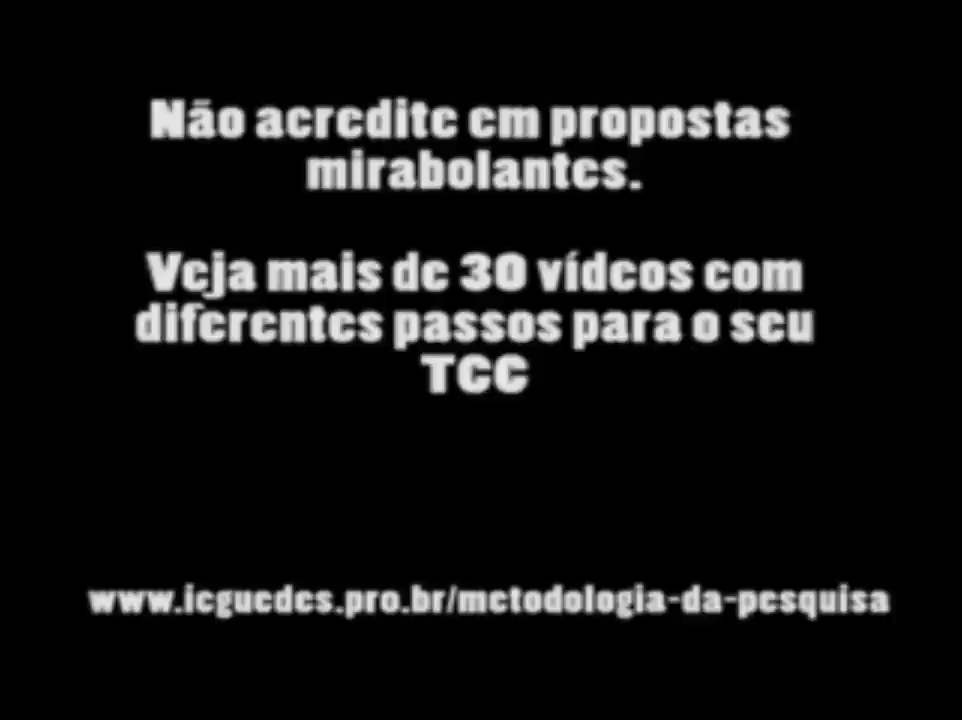 Não acredite em propostas
mirabolantes.
Veja mais de 30 vídeos com
diferentes passos para o seu
TCC
www.icguedes.pro.br/metodologia-da-pesquisa